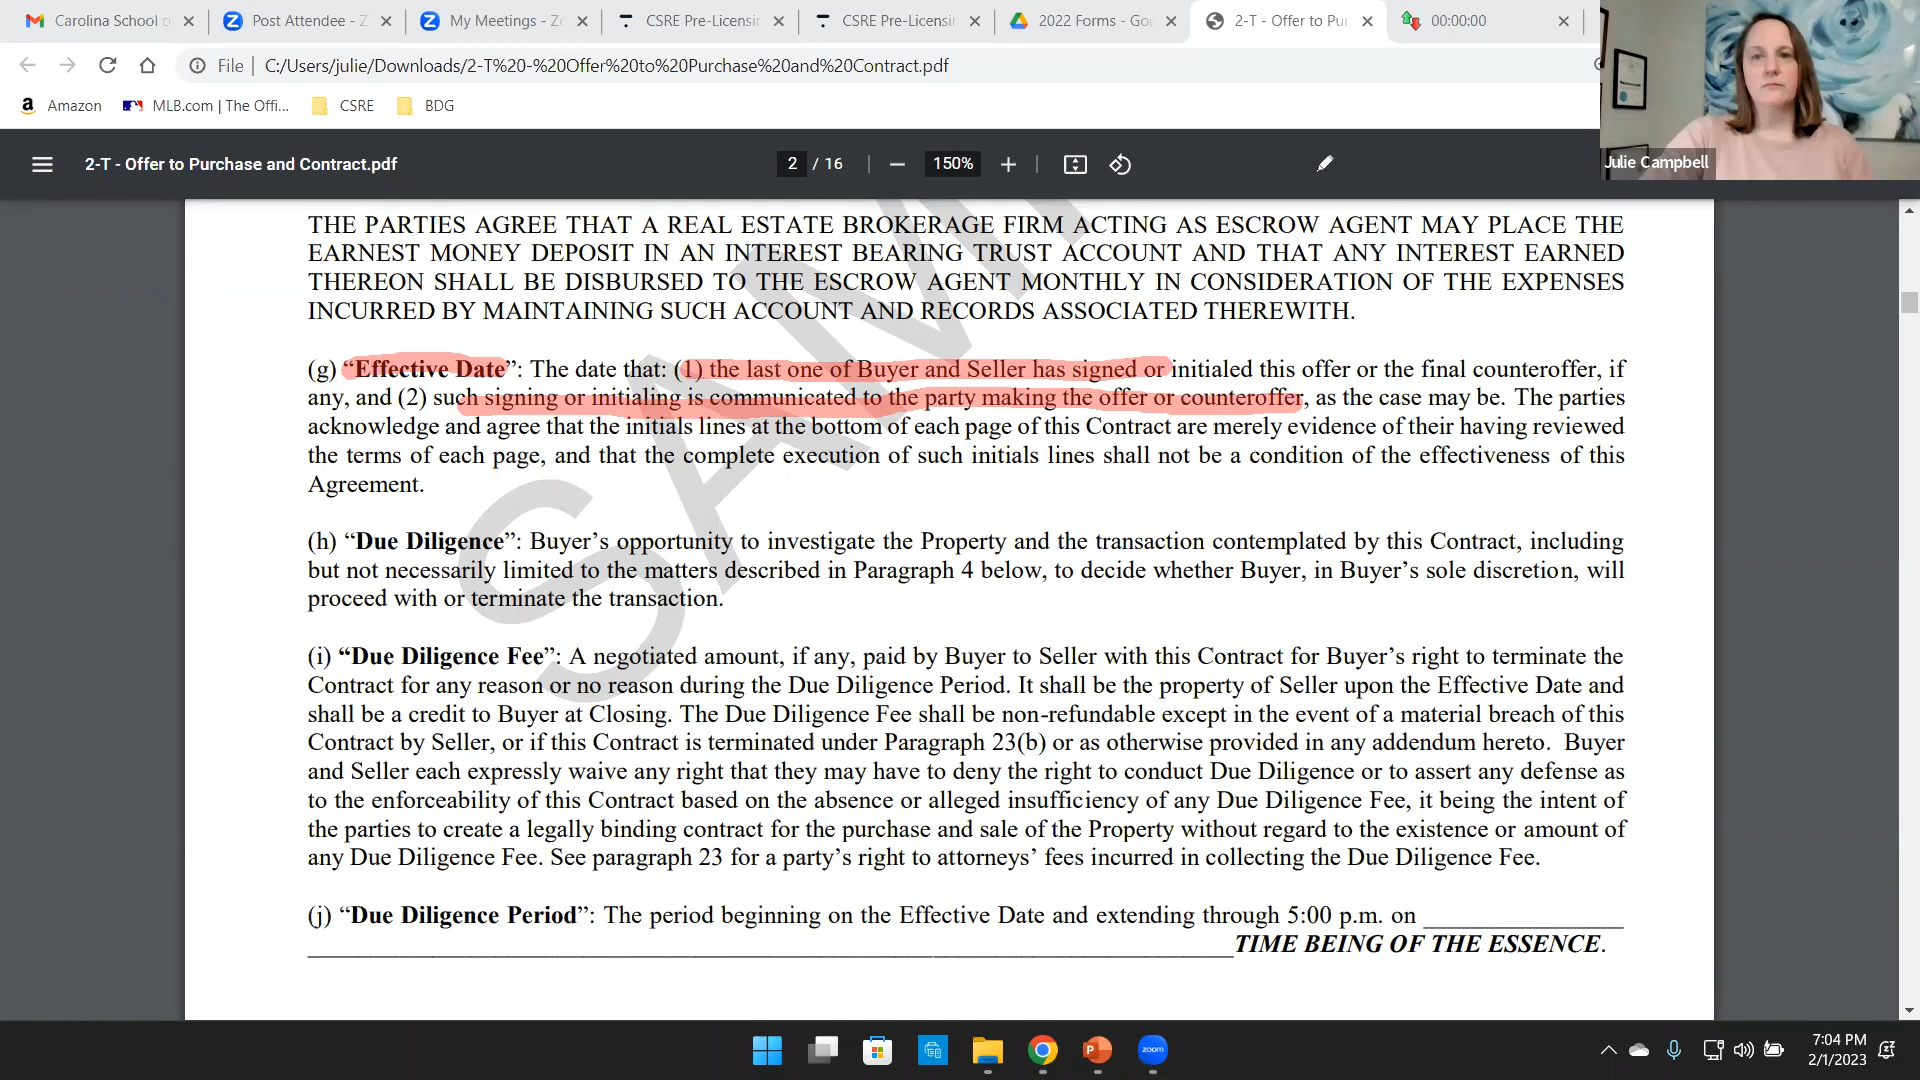 Carolina School o
Post Attendee - Z
My Meetings - Zo
CSRE Pre-Licensin
CSRE Pre-Licensin
2022 Forms - Goo
2-T - Offer to Pur
00:00:00
File | C:/Users/julie/Downloads/2-T%20-%20Offer%20to%20Purchase%20and%20Contract.pdf
Amazon
MLB.com | The Offi...
CSRE
BDG
Julie Campbell
2-T - Offer to Purchase and Contract.pdf
2 / 16
150%
THE PARTIES AGREE THAT A REAL ESTATE BROKERAGE FIRM ACTING AS ESCROW AGENT MAY PLACE THE
EARNEST MONEY DEPOSIT IN AN INTEREST BEARING TRUST ACCOUNT AND THAT ANY INTEREST EARNED
THEREON SHALL BE DISBURSED TO THE ESCROW AGENT MONTHLY IN CONSIDERATION OF THE EXPENSES
INCURRED BY MAINTAINING SUCH ACCOUNT AND RECORDS ASSOCIATED THEREWITH.
(g) “Effective Date”: The date that: (1) the last one of Buyer and Seller has signed or initialed this offer or the final counteroffer, if
any, and (2) such signing or initialing is communicated to the party making the offer or counteroffer, as the case may be. The parties
acknowledge and agree that the initials lines at the bottom of each page of this Contract are merely evidence of their having reviewed
the terms of each page, and that the complete execution of such initials lines shall not be a condition of the effectiveness of this
Agreement.
(h) “Due Diligence”: Buyer’s opportunity to investigate the Property and the transaction contemplated by this Contract, including
but not necessarily limited to the matters described in Paragraph 4 below, to decide whether Buyer, in Buyer’s sole discretion, will
proceed with or terminate the transaction.
(i) “Due Diligence Fee”: A negotiated amount, if any, paid by Buyer to Seller with this Contract for Buyer’s right to terminate the
Contract for any reason or no reason during the Due Diligence Period. It shall be the property of Seller upon the Effective Date and
shall be a credit to Buyer at Closing. The Due Diligence Fee shall be non-refundable except in the event of a material breach of this
Contract by Seller, or if this Contract is terminated under Paragraph 23(b) or as otherwise provided in any addendum hereto. Buyer
and Seller each expressly waive any right that they may have to deny the right to conduct Due Diligence or to assert any defense as
to the enforceability of this Contract based on the absence or alleged insufficiency of any Due Diligence Fee, it being the intent of
the parties to create a legally binding contract for the purchase and sale of the Property without regard to the existence or amount of
any Due Diligence Fee. See paragraph 23 for a party’s right to attorneys’ fees incurred in collecting the Due Diligence Fee.
(j) “Due Diligence Period”: The period beginning on the Effective Date and extending through 5:00 p.m. on ________________
TIME BEING OF THE ESSENCE.
zoom
7:04 PM
2/1/2023